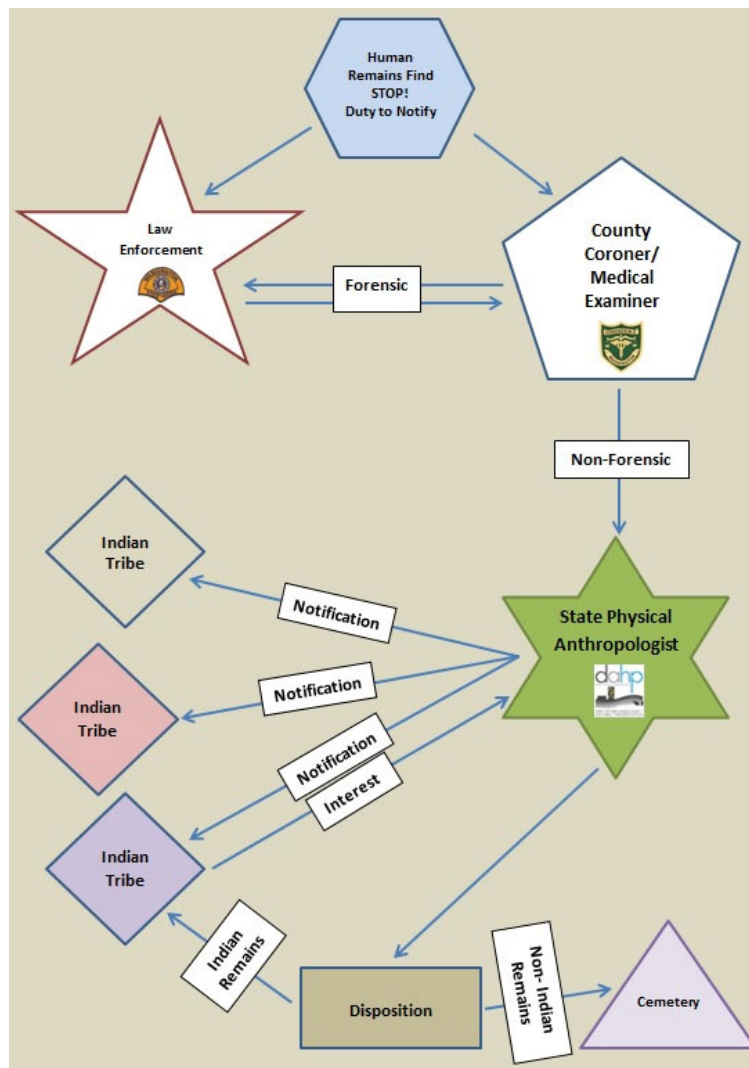 Human
Remains Find
STOP!
Duty to Notify
Law
Enforcement
Forensic
County
Coroner/
Medical
Examiner
Non-Forensic
Indian
Tribe
Notification
State Physical
Anthropologist
dahp
Indian
Tribe
Notification
Notification
Interest
Indian
Tribe
Indian
Remains
Disposition
Non- Indian
Remains
Cemetery